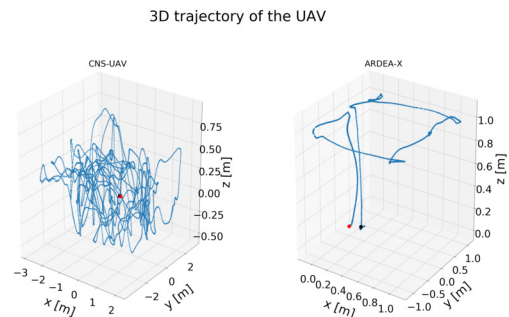 3D trajectory of the UAV
CNS-UAV
ARDEA-X
0.75
0.50
0.25
0.00
−0.25
−0.50
z [m]
−3 −2 −1 0 1 2
x [m]
−2 0 2
y [m]
1.0
0.8
0.6
0.4
0.2
0.0
z [m]
0.0 0.2 0.4 0.6 0.8 1.0
x [m]
−1.0 −0.5 0.0 0.5 1.0
y [m]